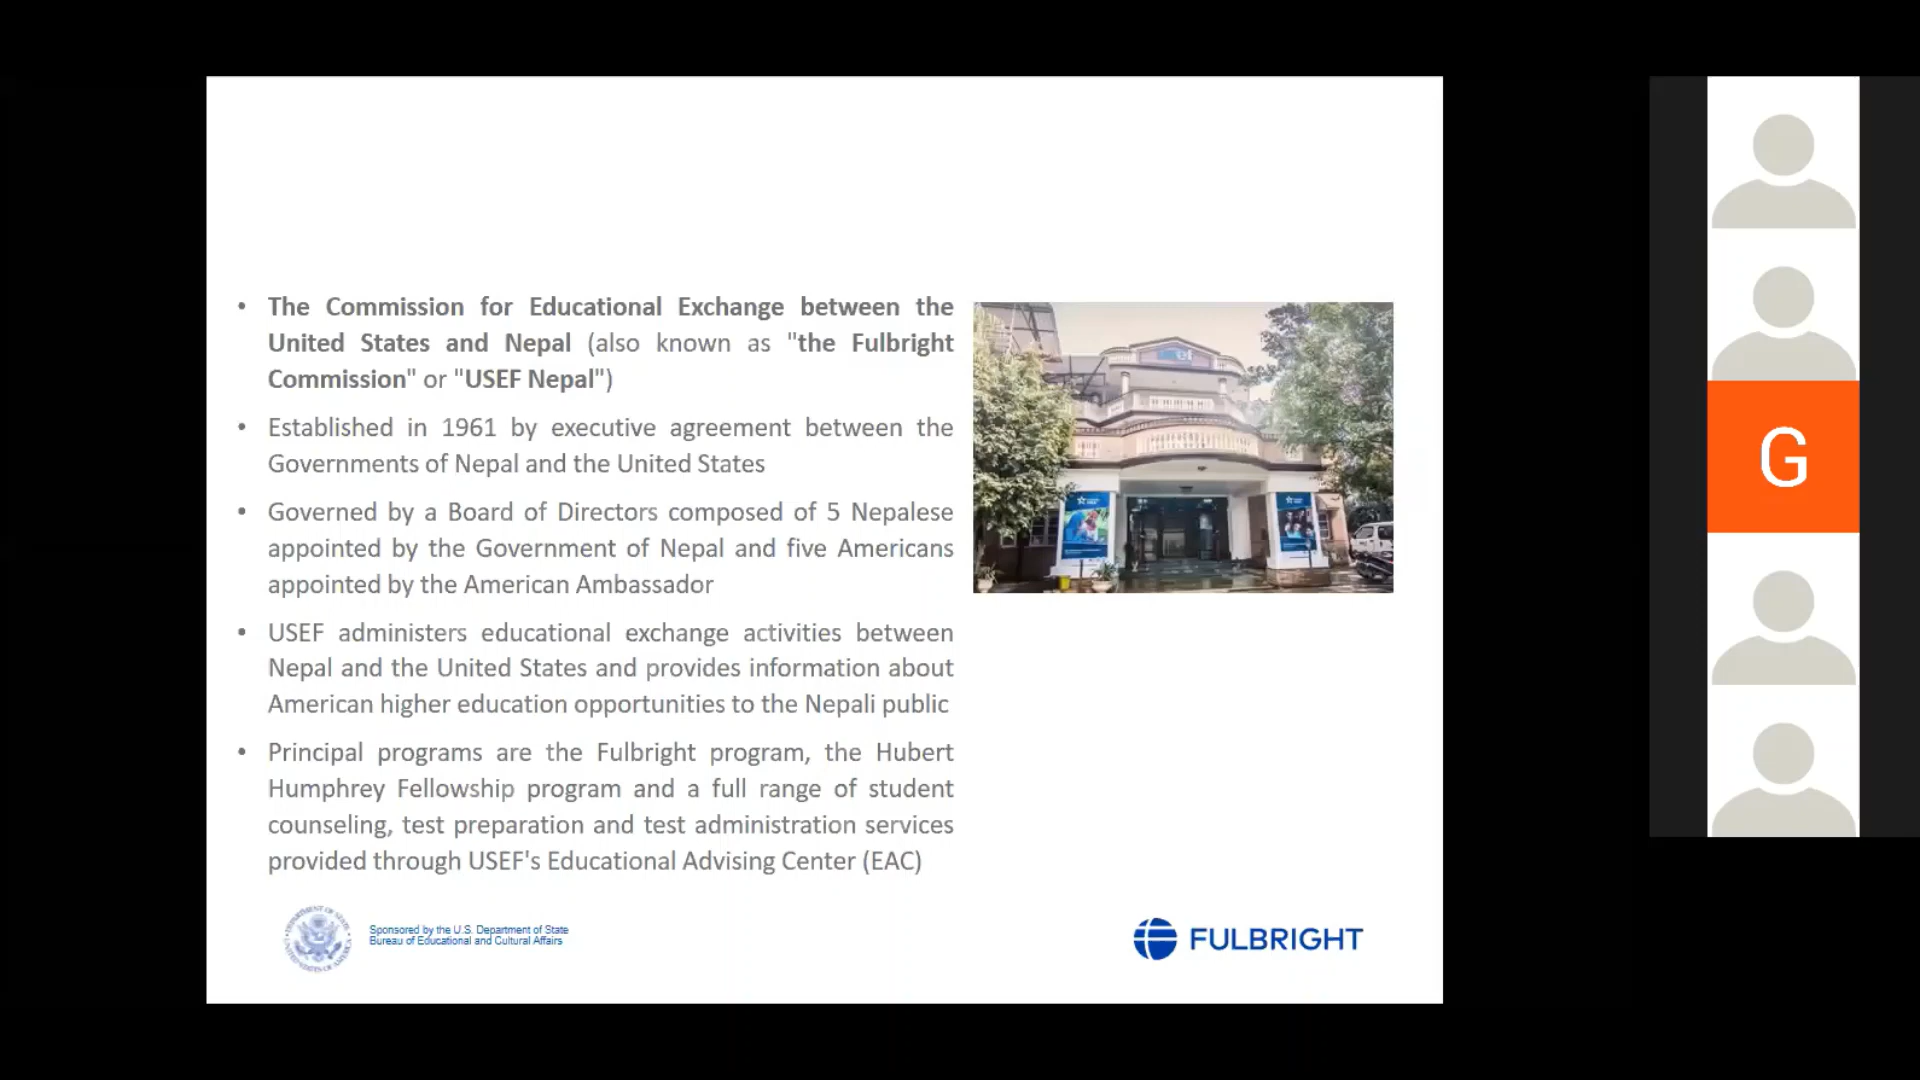 • The Commission for Educational Exchange between the
United States and Nepal (also known as "the Fulbright
Commission" or "USEF Nepal")
• Established in 1961 by executive agreement between the
Governments of Nepal and the United States
• Governed by a Board of Directors composed of 5 Nepalese
appointed by the Government of Nepal and five Americans
appointed by the American Ambassador
• USEF administers educational exchange activities between
Nepal and the United States and provides information about
American higher education opportunities to the Nepali public
• Principal programs are the Fulbright program, the Hubert
Humphrey Fellowship program and a full range of student
counseling, test preparation and test administration services
provided through USEF's Educational Advising Center (EAC)
Sponsored by the U.S. Department of State
Bureau of Educational and Cultural Affairs
FULBRIGHT
G